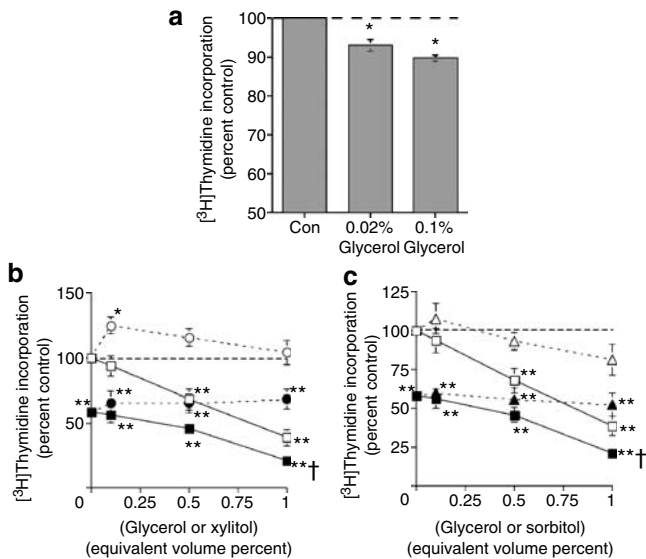 a
[³H]Thymidine incorporation
(percent control)
100
90
80
70
60
50
* *
Con 0.02% Glycerol 0.1% Glycerol
b
[³H]Thymidine incorporation
(percent control)
150
100
50
*
** ** ** **
** ** **
** ** **†
0 0.25 0.5 0.75 1
(Glycerol or xylitol)
(equivalent volume percent)
c
[³H]Thymidine incorporation
(percent control)
125
100
75
50
25
** ** ** **
** ** **
** ** **†
0 0.25 0.5 0.75 1
(Glycerol or sorbitol)
(equivalent volume percent)